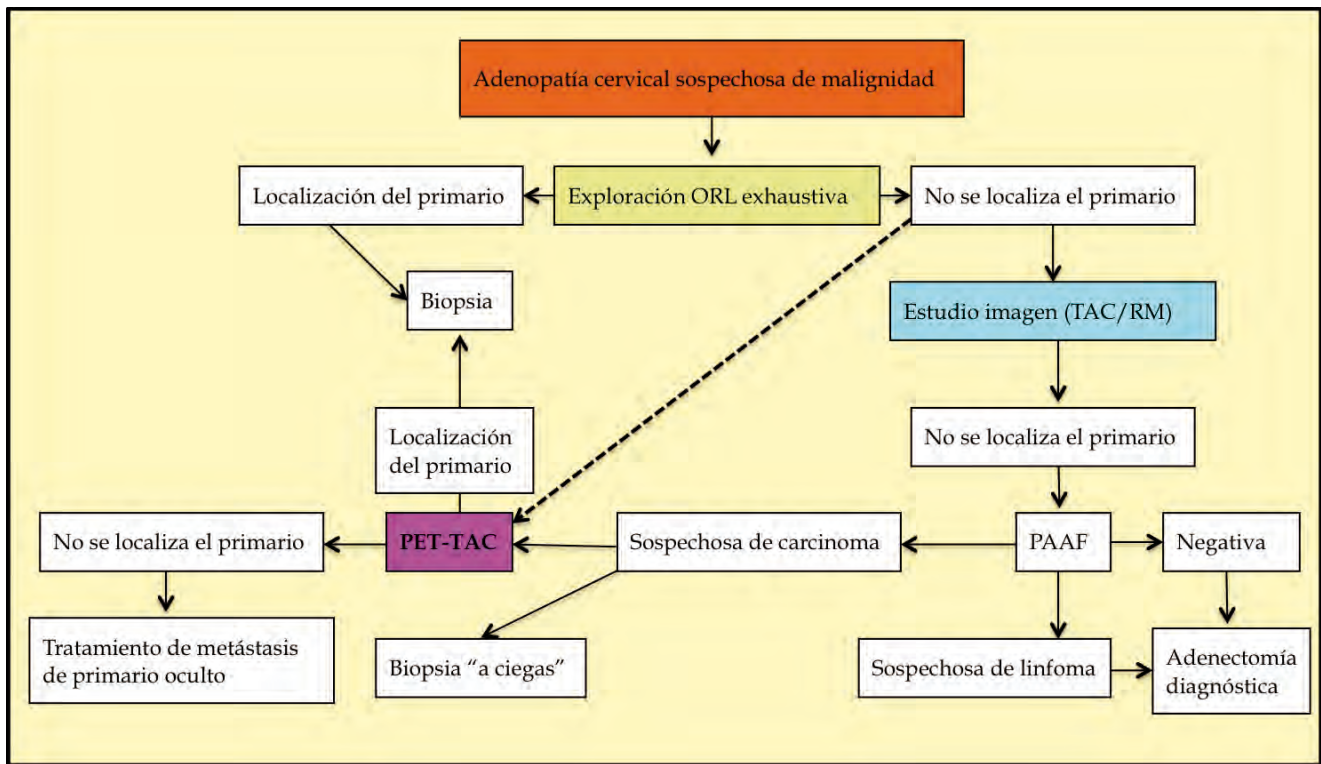 Adenopatía cervical sospechosa de malignidad
Localización del primario
Exploración ORL exhaustiva
No se localiza el primario
Biopsia
Estudio imagen (TAC/RM)
Localización
del primario
No se localiza el primario
No se localiza el primario
PET-TAC
Sospechosa de carcinoma
PAAF
Negativa
Tratamiento de metástasis
de primario oculto
Biopsia “a ciegas”
Sospechosa de linfoma
Adenectomía
diagnóstica